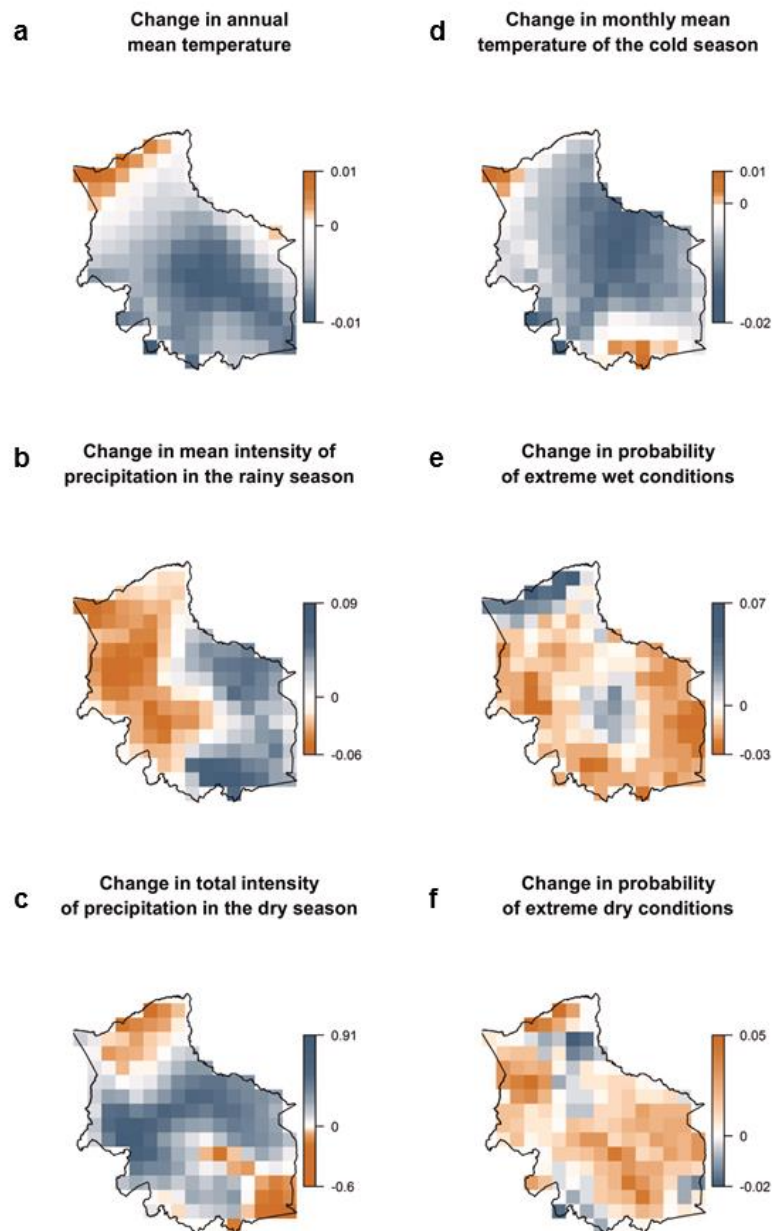 a
Change in annual
mean temperature
0.01
0
-0.01
d
Change in monthly mean
temperature of the cold season
0.01
0
-0.02
b
Change in mean intensity of
precipitation in the rainy season
0.09
0
-0.06
e
Change in probability
of extreme wet conditions
0.07
0
-0.03
c
Change in total intensity
of precipitation in the dry season
0.91
0
-0.6
f
Change in probability
of extreme dry conditions
0.05
0
-0.02